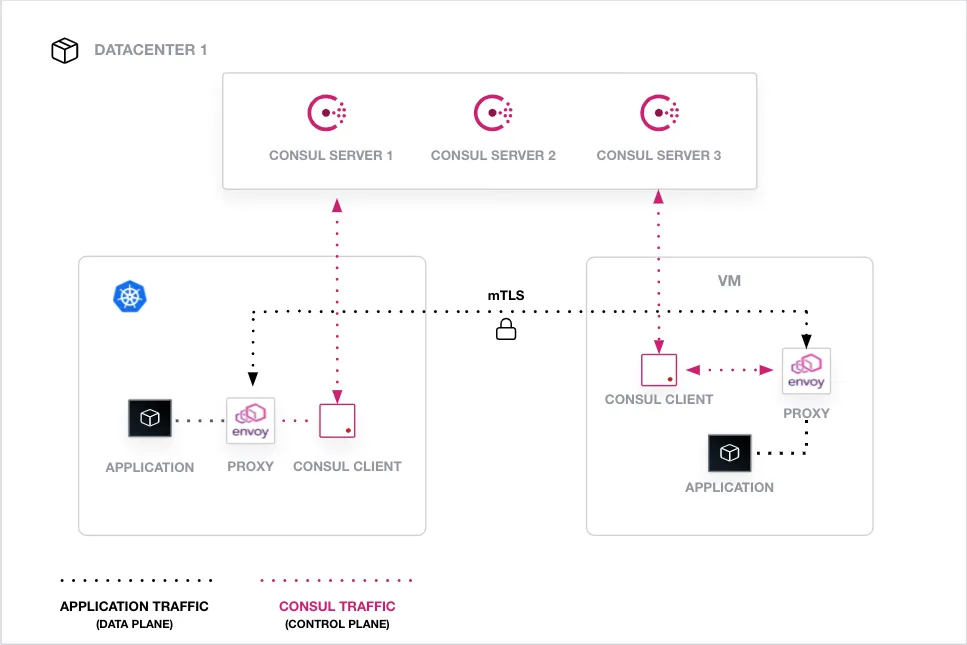 DATACENTER 1
CONSUL SERVER 1
CONSUL SERVER 2
CONSUL SERVER 3
VM
mTLS
envoy
CONSUL CLIENT
PROXY
envoy
APPLICATION
PROXY
CONSUL CLIENT
APPLICATION
APPLICATION TRAFFIC
(DATA PLANE)
CONSUL TRAFFIC
(CONTROL PLANE)